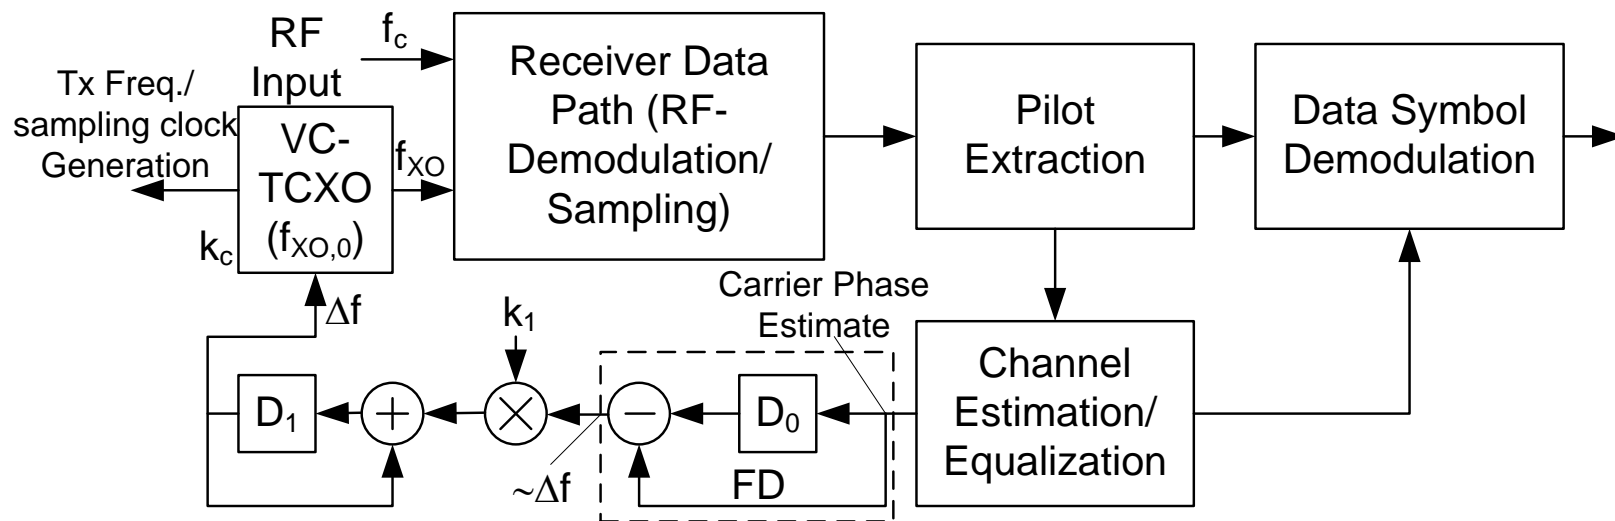 RF
Input
f_c
Tx Freq./
sampling clock
Generation
VC-
TCXO
(f_XO,0)
k_c
f_XO
Receiver Data
Path (RF-
Demodulation/
Sampling)
Pilot
Extraction
Data Symbol
Demodulation
Δf
k_1
Carrier Phase
Estimate
Channel
Estimation/
Equalization
D_1
+
×
−
D_0
~Δf
FD